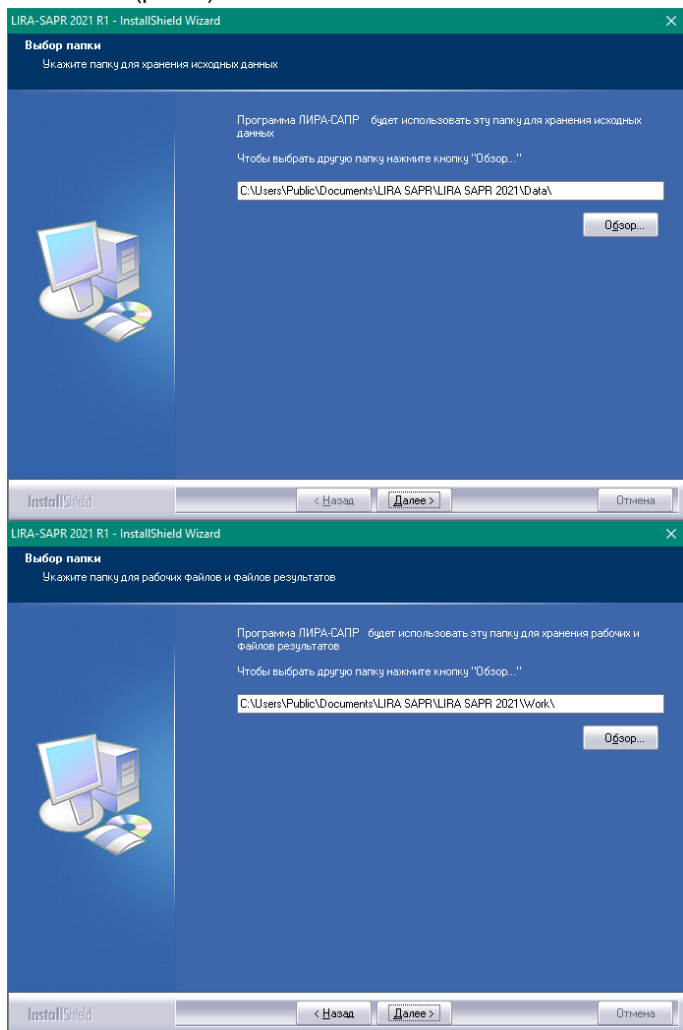 LIRA-SAPR 2021 R1 - InstallShield Wizard
Выбор папки
Укажите папку для хранения исходных данных
Программа ЛИРА-САПР будет использовать эту папку для хранения исходных
данных
Чтобы выбрать другую папку нажмите кнопку "Обзор..."
C:\Users\Public\Documents\LIRA SAPR\LIRA SAPR 2021\Data\
Обзор...
InstallShield
< Назад
Далее >
Отмена
LIRA-SAPR 2021 R1 - InstallShield Wizard
Выбор папки
Укажите папку для рабочих файлов и файлов результатов
Программа ЛИРА-САПР будет использовать эту папку для хранения рабочих и
файлов результатов
Чтобы выбрать другую папку нажмите кнопку "Обзор..."
C:\Users\Public\Documents\LIRA SAPR\LIRA SAPR 2021\Work\
Обзор...
InstallShield
< Назад
Далее >
Отмена